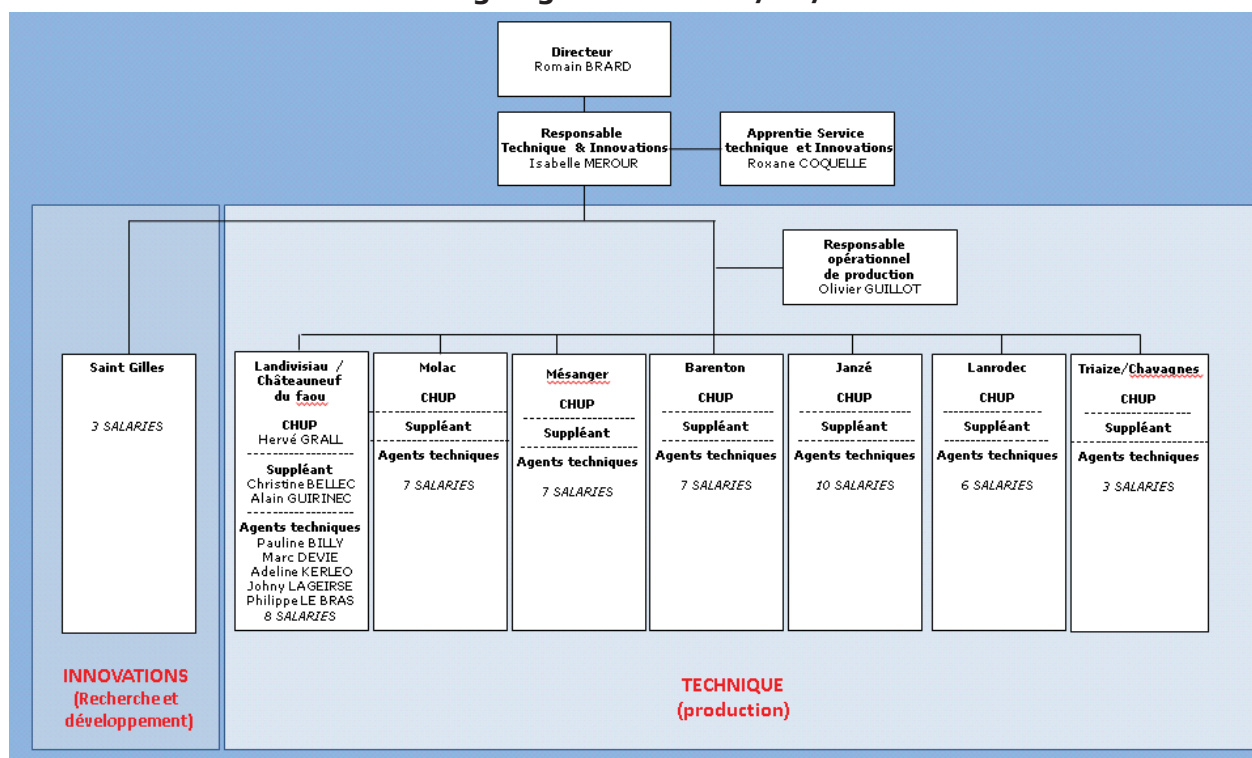 Directeur
Romain BRARD
Responsable
Technique & Innovations
Isabelle MEROUR
Apprentie Service
technique et Innovations
Roxane COQUELLE
Responsable
opérationnel
de production
Olivier GUILLOT
Saint Gilles
3 SALARIES
Landivisiau /
Châteauneuf
du faou
CHUP
Hervé GRALL
Suppléant
Christine BELLEC
Alain GUIRINEC
Agents techniques
Pauline BILLY
Marc DEVIE
Adeline KERLEO
Johny LAGEIRSE
Philippe LE BRAS
8 SALARIES
Molac
CHUP
Suppléant
Agents techniques
7 SALARIES
Mésanger
CHUP
Suppléant
Agents techniques
7 SALARIES
Barenton
CHUP
Suppléant
Agents techniques
7 SALARIES
Janzé
CHUP
Suppléant
Agents techniques
10 SALARIES
Lanrodec
CHUP
Suppléant
Agents techniques
6 SALARIES
Triaize/Chavagnes
CHUP
Suppléant
Agents techniques
3 SALARIES
INNOVATIONS
(Recherche et
développement)
TECHNIQUE
(production)